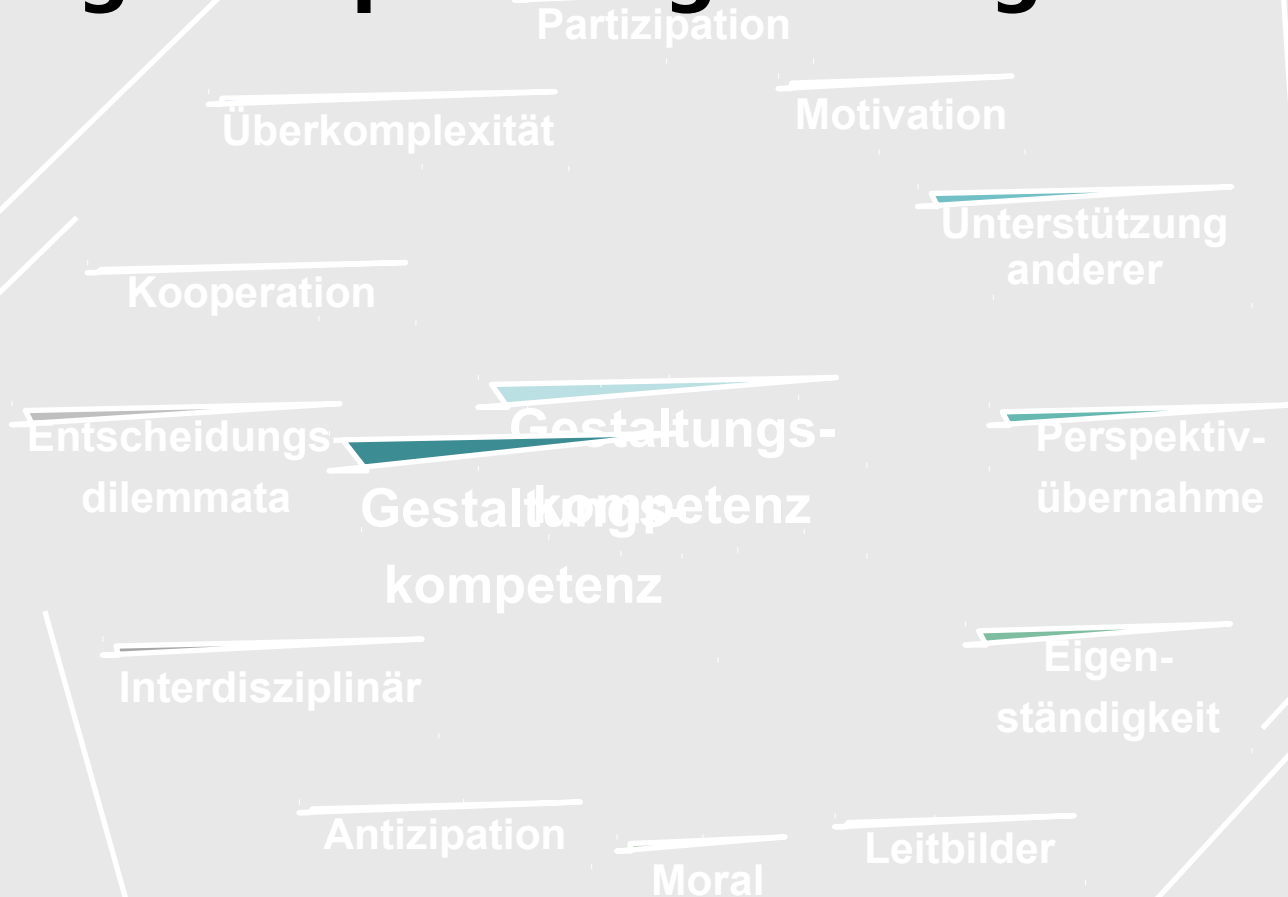 Partizipation
Überkomplexität
Motivation
Unterstützung
anderer
Kooperation
Entscheidungs-
dilemmata
Gestaltungs-
kompetenz
Gestaltungs-
kompetenz
Perspektiv-
übernahme
Interdisziplinär
Eigen-
ständigkeit
Antizipation
Moral
Leitbilder